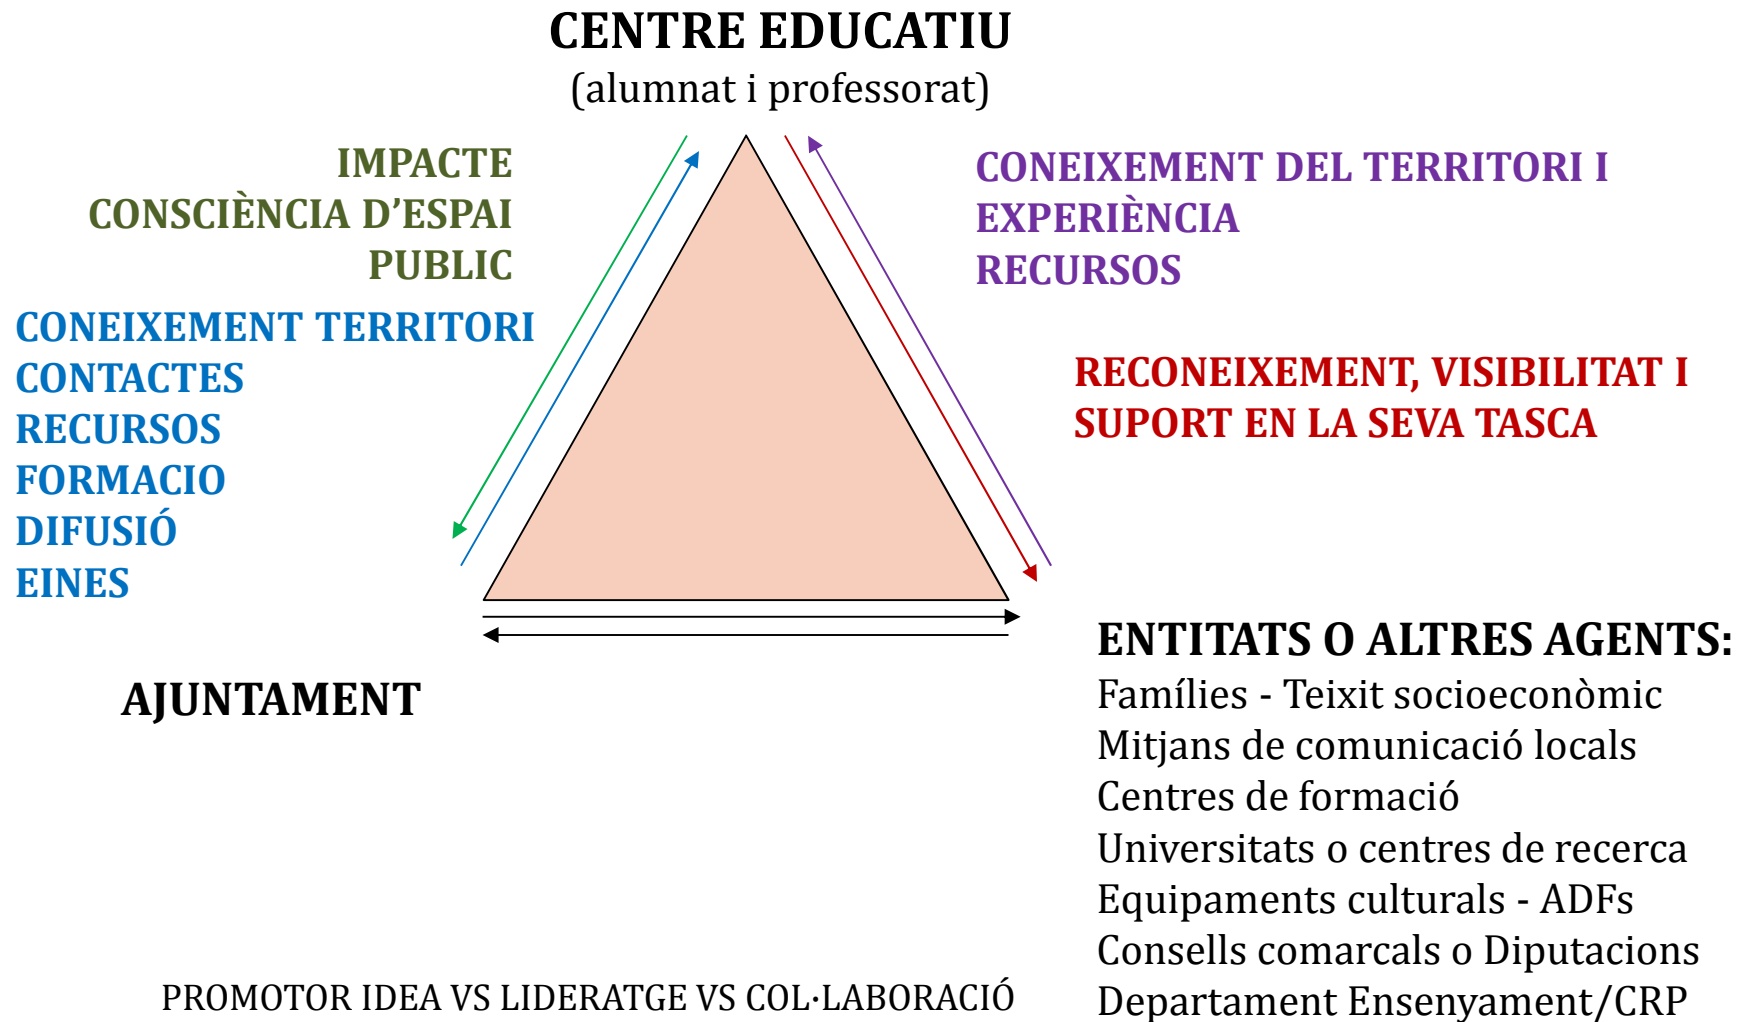 CENTRE EDUCATIU
(alumnat i professorat)
IMPACTE
CONSCIÈNCIA D’ESPAI
PUBLIC
CONEIXEMENT TERRITORI
CONTACTES
RECURSOS
FORMACIO
DIFUSIÓ
EINES
CONEIXEMENT DEL TERRITORI I
EXPERIÈNCIA
RECURSOS
RECONEIXEMENT, VISIBILITAT I
SUPORT EN LA SEVA TASCA
AJUNTAMENT
ENTITATS O ALTRES AGENTS:
Famílies - Teixit socioeconòmic
Mitjans de comunicació locals
Centres de formació
Universitats o centres de recerca
Equipaments culturals - ADFs
Consells comarcals o Diputacions
Departament Ensenyament/CRP
PROMOTOR IDEA VS LIDERATGE VS COL·LABORACIÓ